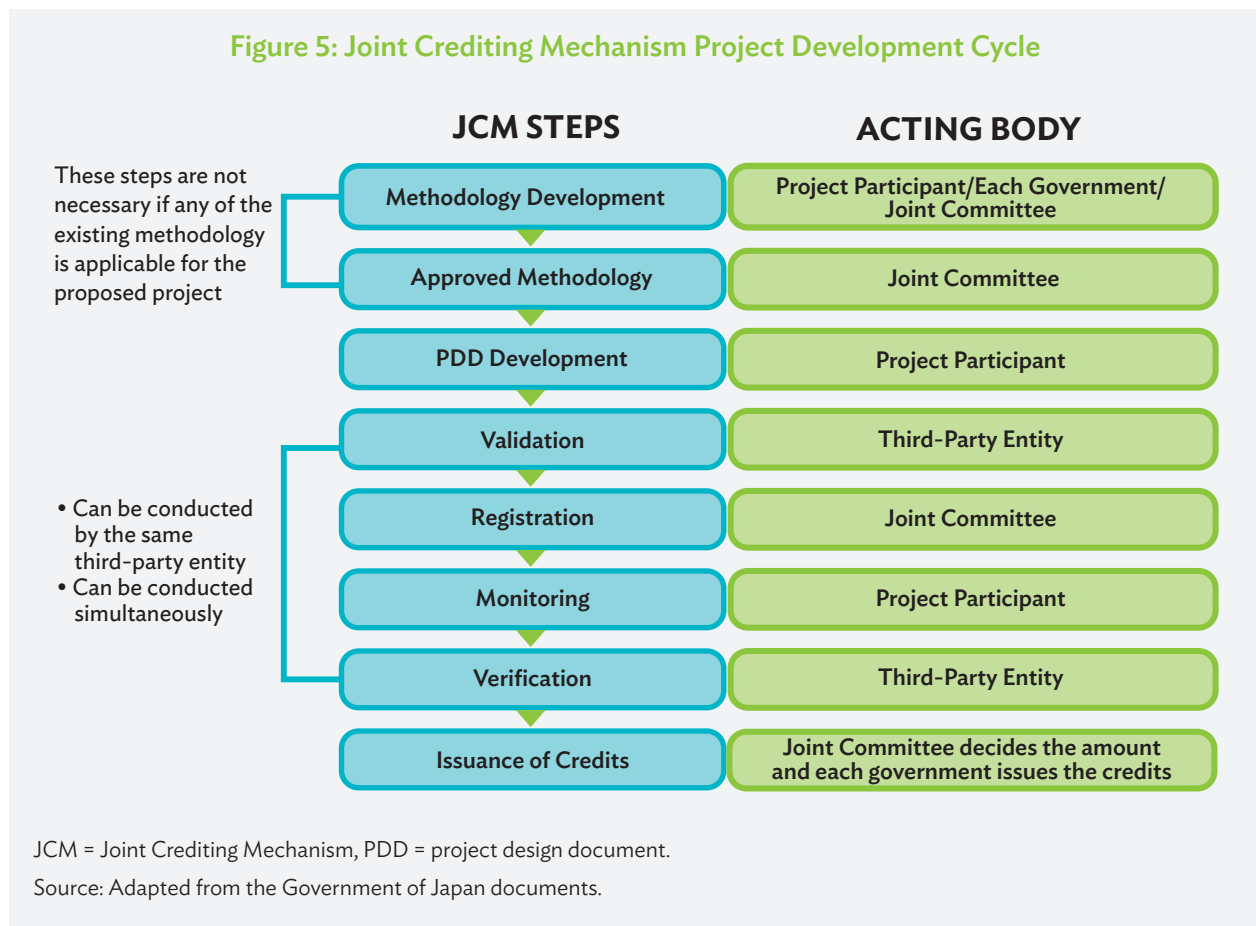 Figure 5: Joint Crediting Mechanism Project Development Cycle
JCM STEPS
ACTING BODY
These steps are not
necessary if any of the
existing methodology
is applicable for the
proposed project
Methodology Development
Project Participant/Each Government/
Joint Committee
Approved Methodology
Joint Committee
PDD Development
Project Participant
Validation
Third-Party Entity
• Can be conducted
by the same
third-party entity
• Can be conducted
simultaneously
Registration
Joint Committee
Monitoring
Project Participant
Verification
Third-Party Entity
Issuance of Credits
Joint Committee decides the amount
and each government issues the credits
JCM = Joint Crediting Mechanism, PDD = project design document.
Source: Adapted from the Government of Japan documents.